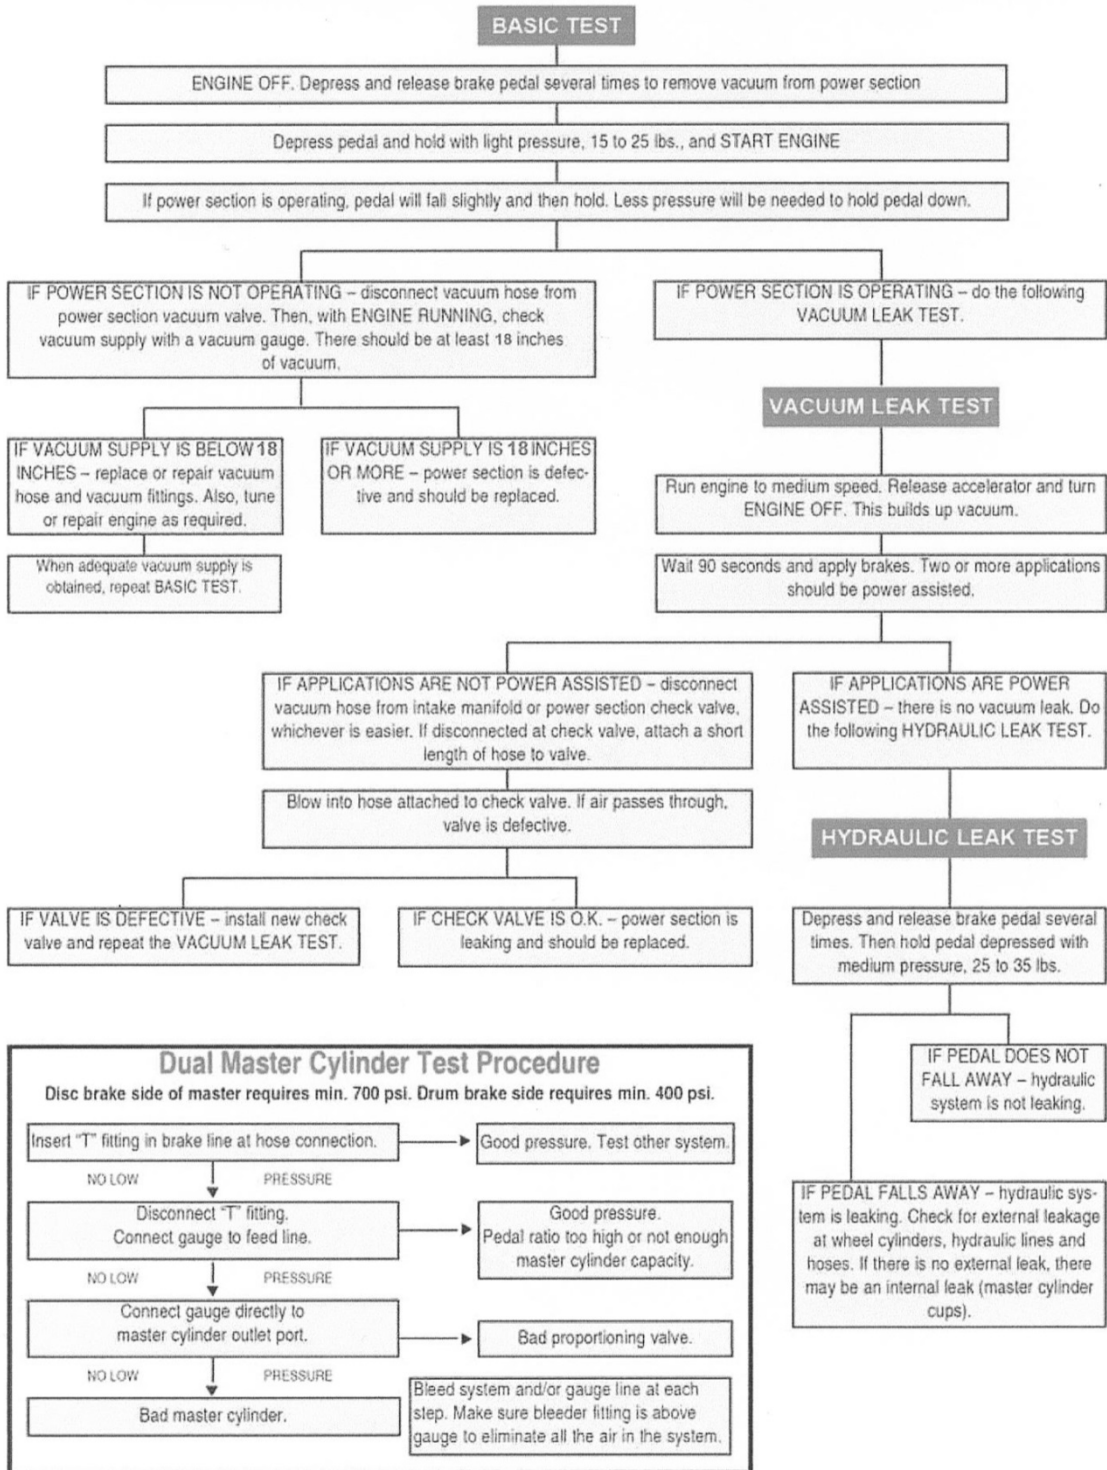 BASIC TEST
ENGINE OFF. Depress and release brake pedal several times to remove vacuum from power section
Depress pedal and hold with light pressure, 15 to 25 lbs., and START ENGINE
If power section is operating, pedal will fall slightly and then hold. Less pressure will be needed to hold pedal down.
IF POWER SECTION IS NOT OPERATING – disconnect vacuum hose from
power section vacuum valve. Then, with ENGINE RUNNING, check
vacuum supply with a vacuum gauge. There should be at least 18 inches
of vacuum.
IF POWER SECTION IS OPERATING – do the following
VACUUM LEAK TEST.
IF VACUUM SUPPLY IS BELOW 18
INCHES – replace or repair vacuum
hose and vacuum fittings. Also, tune
or repair engine as required.
IF VACUUM SUPPLY IS 18 INCHES
OR MORE – power section is defec-
tive and should be replaced.
When adequate vacuum supply is
obtained, repeat BASIC TEST.
VACUUM LEAK TEST
Run engine to medium speed. Release accelerator and turn
ENGINE OFF. This builds up vacuum.
Wait 90 seconds and apply brakes. Two or more applications
should be power assisted.
IF APPLICATIONS ARE NOT POWER ASSISTED – disconnect
vacuum hose from intake manifold or power section check valve,
whichever is easier. If disconnected at check valve, attach a short
length of hose to valve.
IF APPLICATIONS ARE POWER
ASSISTED – there is no vacuum leak. Do
the following HYDRAULIC LEAK TEST.
Blow into hose attached to check valve. If air passes through,
valve is defective.
IF VALVE IS DEFECTIVE – install new check
valve and repeat the VACUUM LEAK TEST.
IF CHECK VALVE IS O.K. – power section is
leaking and should be replaced.
HYDRAULIC LEAK TEST
Depress and release brake pedal several
times. Then hold pedal depressed with
medium pressure, 25 to 35 lbs.
IF PEDAL DOES NOT
FALL AWAY – hydraulic
system is not leaking.
IF PEDAL FALLS AWAY – hydraulic sys-
tem is leaking. Check for external leakage
at wheel cylinders, hydraulic lines and
hoses. If there is no external leak, there
may be an internal leak (master cylinder
cups).
Dual Master Cylinder Test Procedure
Disc brake side of master requires min. 700 psi. Drum brake side requires min. 400 psi.
Insert "T" fitting in brake line at hose connection.
Good pressure. Test other system.
NO LOW PRESSURE
Disconnect "T" fitting.
Connect gauge to feed line.
Good pressure.
Pedal ratio too high or not enough
master cylinder capacity.
NO LOW PRESSURE
Connect gauge directly to
master cylinder outlet port.
Bad proportioning valve.
NO LOW PRESSURE
Bad master cylinder.
Bleed system and/or gauge line at each
step. Make sure bleeder fitting is above
gauge to eliminate all the air in the system.